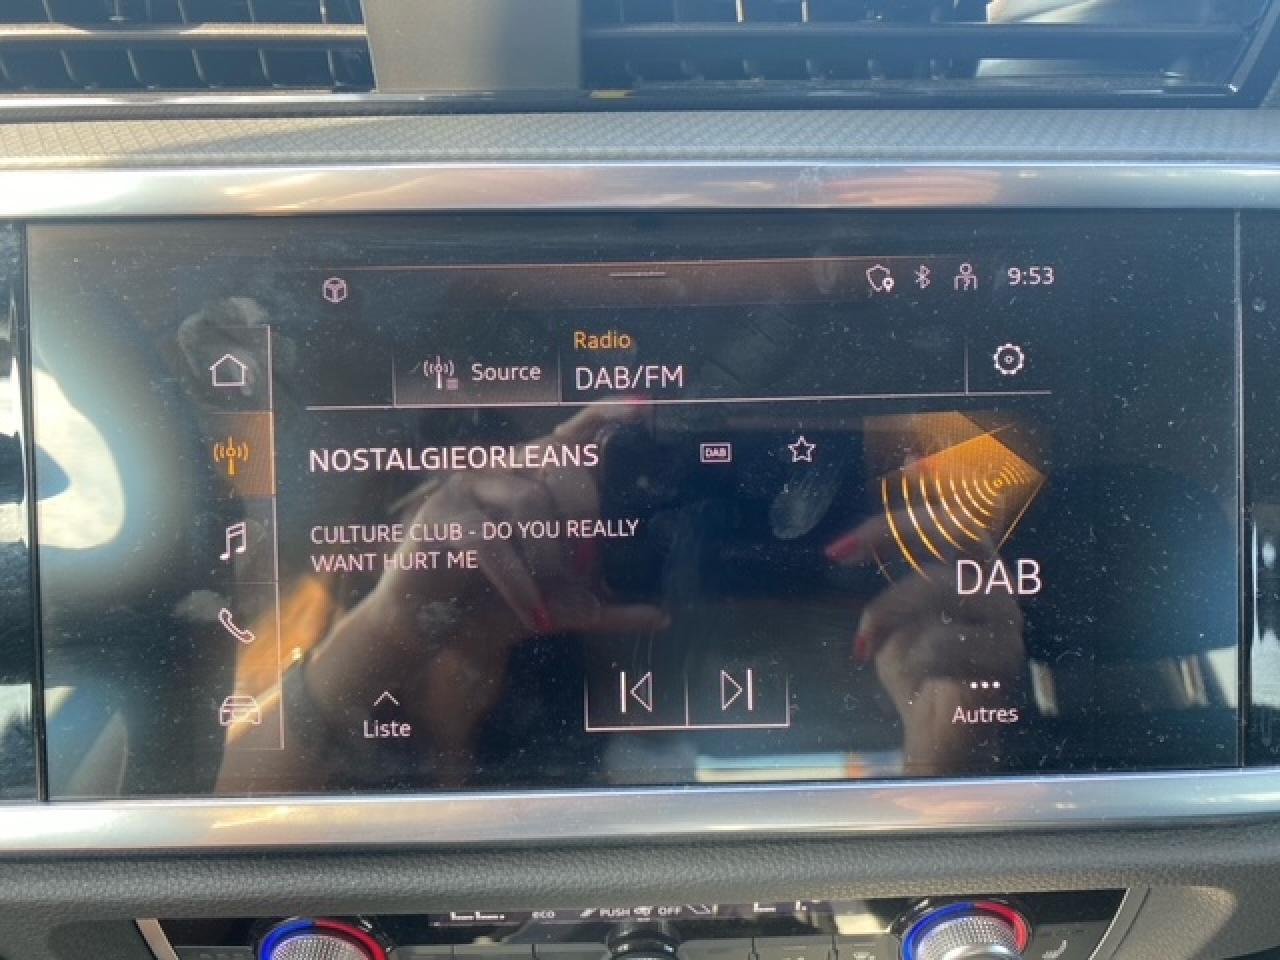 9:53
Radio
Source
DAB/FM
NOSTALGIEORLEANS
DAB
CULTURE CLUB - DO YOU REALLY
WANT HURT ME
DAB
Liste
Autres
eco
PUSH OFF